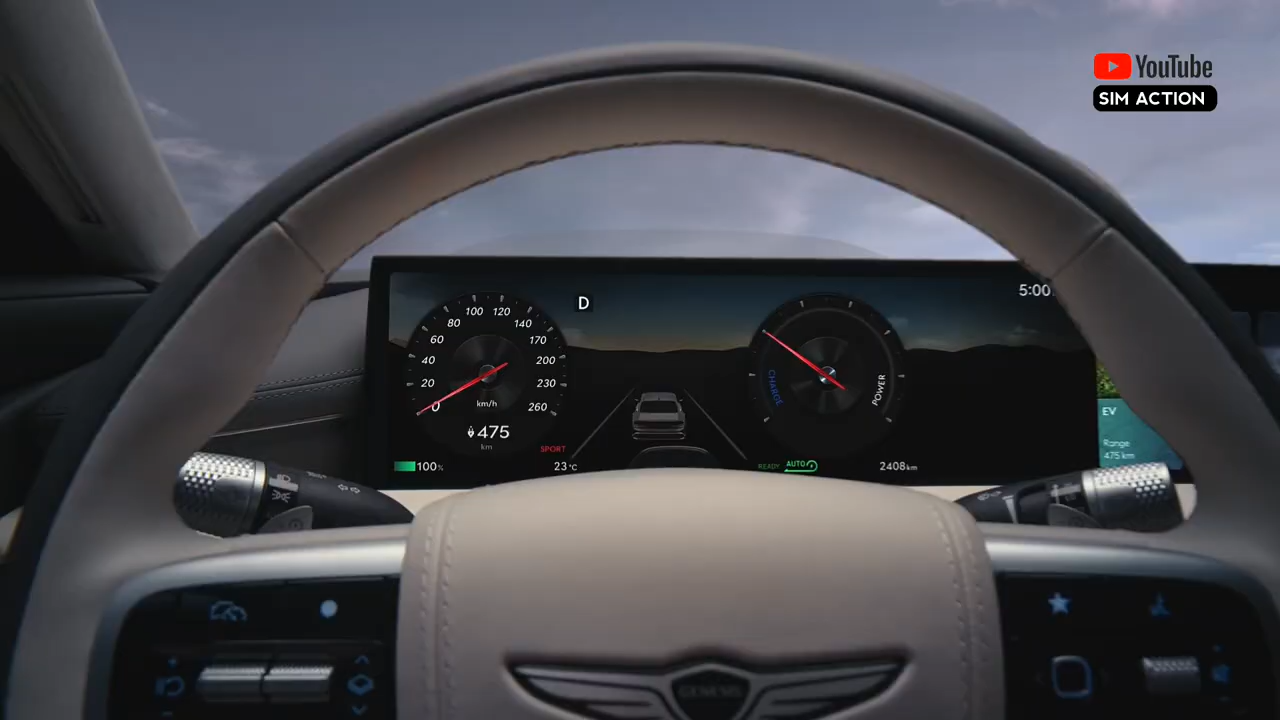 YouTube
SIM ACTION
D
5:00
100 120
80 140
60 170
40 200
20 230
0 260
km/h
475
km
SPORT
100%
23°C
CHARGE
POWER
READY
AUTO
2408km
EV
Range
475 km
GENESIS